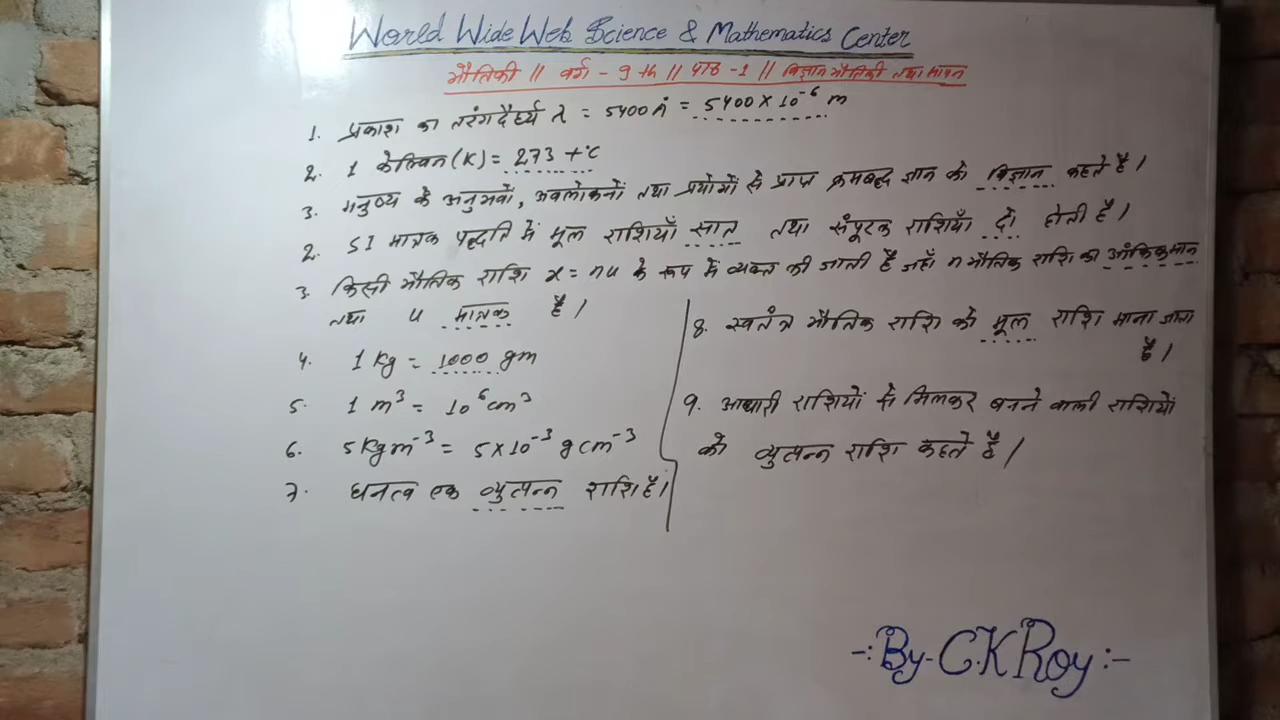 World Wide Web Science & Mathematics Center
भौतिकी || वर्ग - 9 th || पाठ -1 || विज्ञान भौतिकी तथा मापन
1. प्रकाश का तरंगदैर्घ्य λ = 5400 Å = 5400 × 10⁻⁶ m
2. 1 केल्विन (K) = 273 + °C
3. मनुष्य के अनुभवों, अवलोकनों तथा प्रयोगों से प्राप्त क्रमबद्ध ज्ञान को विज्ञान कहते है।
2. SI मात्रक पद्धति में मूल राशियाँ सात तथा संपूरक राशियाँ दो होती है।
3. किसी भौतिक राशि x = nu के रूप में व्यक्त की जाती है जहाँ n भौतिक राशि का आंकिक मान
तथा u मात्रक है।
4. 1 Kg = 1000 gm
5. 1 m³ = 10⁶ cm³
6. 5 Kgm⁻³ = 5×10⁻³ g cm⁻³
7. घनत्व एक व्युत्पन्न राशि है।
8. स्वतंत्र भौतिक राशि को मूल राशि माना जाता
है।
9. आधारी राशियों से मिलकर बनने वाली राशियों
को व्युत्पन्न राशि कहते है।
-: By- C.K Roy :-